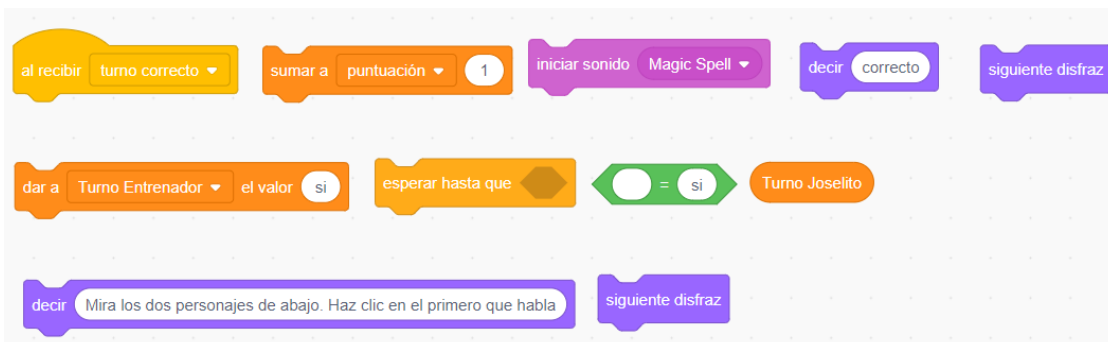 al recibir turno correcto sumar a puntuación 1 iniciar sonido Magic Spell decir correcto siguiente disfraz
dar a Turno Entrenador el valor si esperar hasta que = si Turno Joselito
decir Mira los dos personajes de abajo. Haz clic en el primero que habla siguiente disfraz